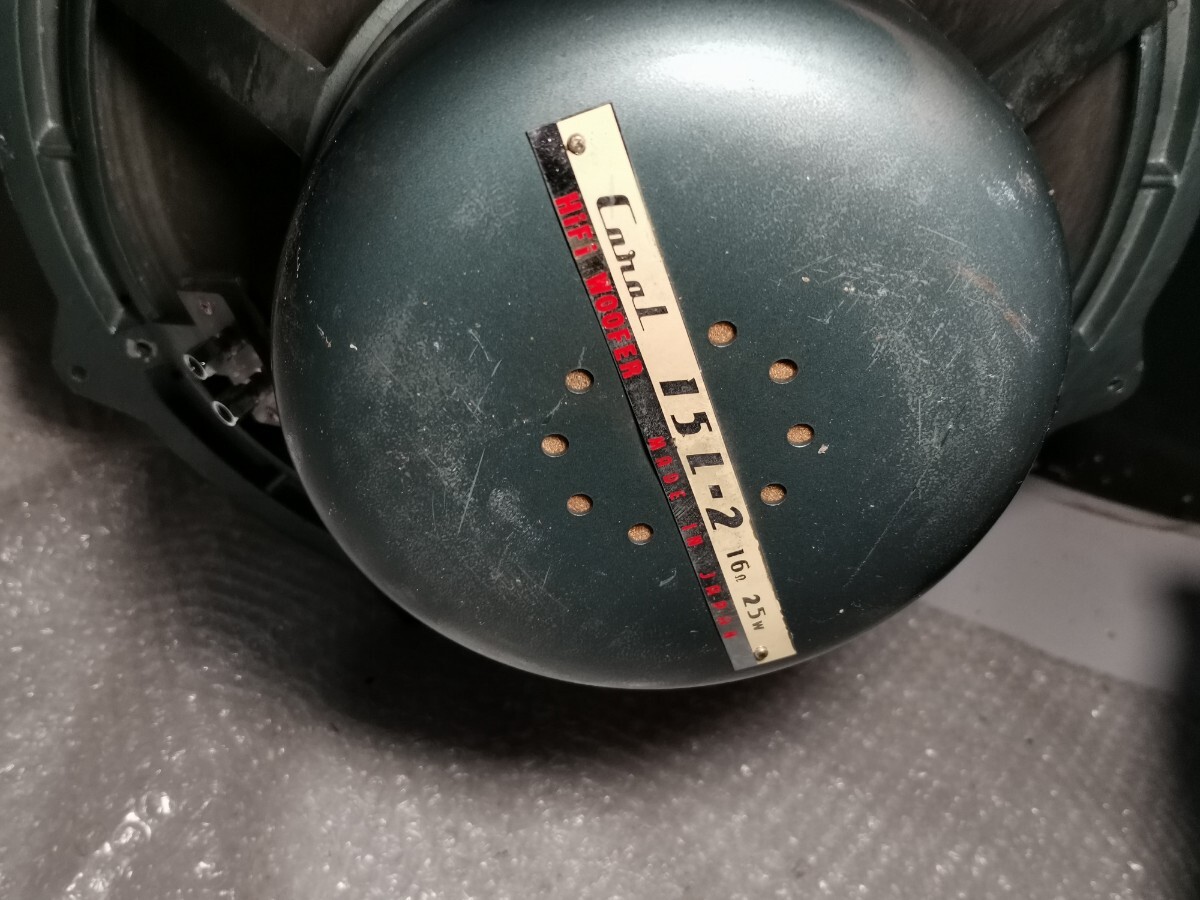 Coral 15L-2 16Ω 25W
HiFi WOOFER MADE IN JAPAN